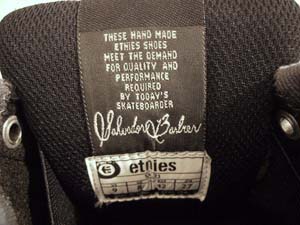 THESE HAND MADE
ETNIES SHOES
MEET THE DEMAND
FOR QUALITY AND
PERFORMANCE
REQUIRED
BY TODAY'S
SKATEBOARDER
Salvador Barbier
etnies